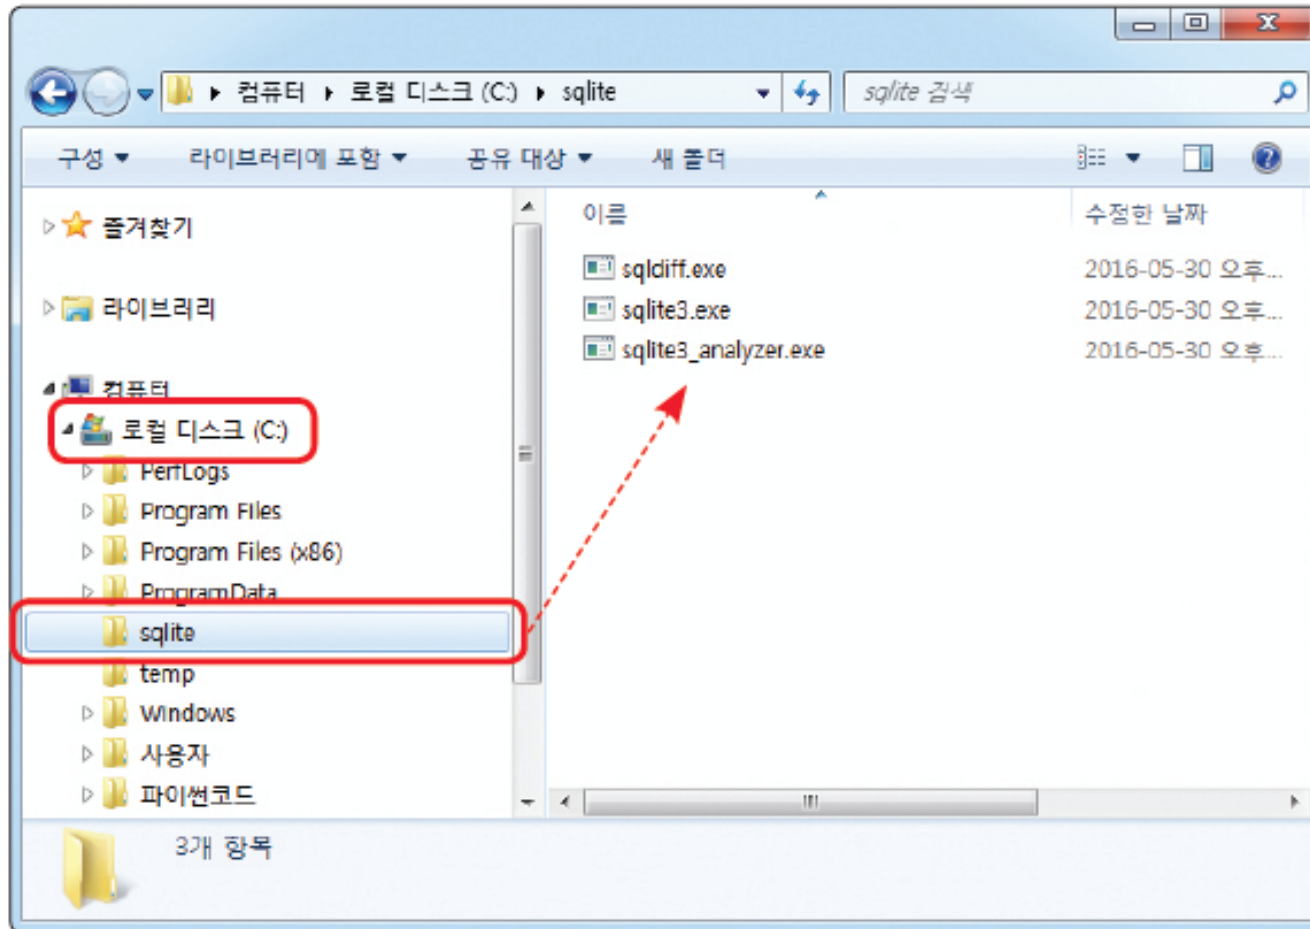 컴퓨터 로컬 디스크 (C:) sqlite
sqlite 검색
구성 라이브러리에 포함 공유 대상 새 폴더
즐겨찾기
라이브러리
컴퓨터
로컬 디스크 (C:)
PerfLogs
Program Files
Program Files (x86)
ProgramData
sqlite
temp
Windows
사용자
파이썬코드
이름 수정한 날짜
sqldiff.exe 2016-05-30 오후...
sqlite3.exe 2016-05-30 오후...
sqlite3_analyzer.exe 2016-05-30 오후...
3개 항목